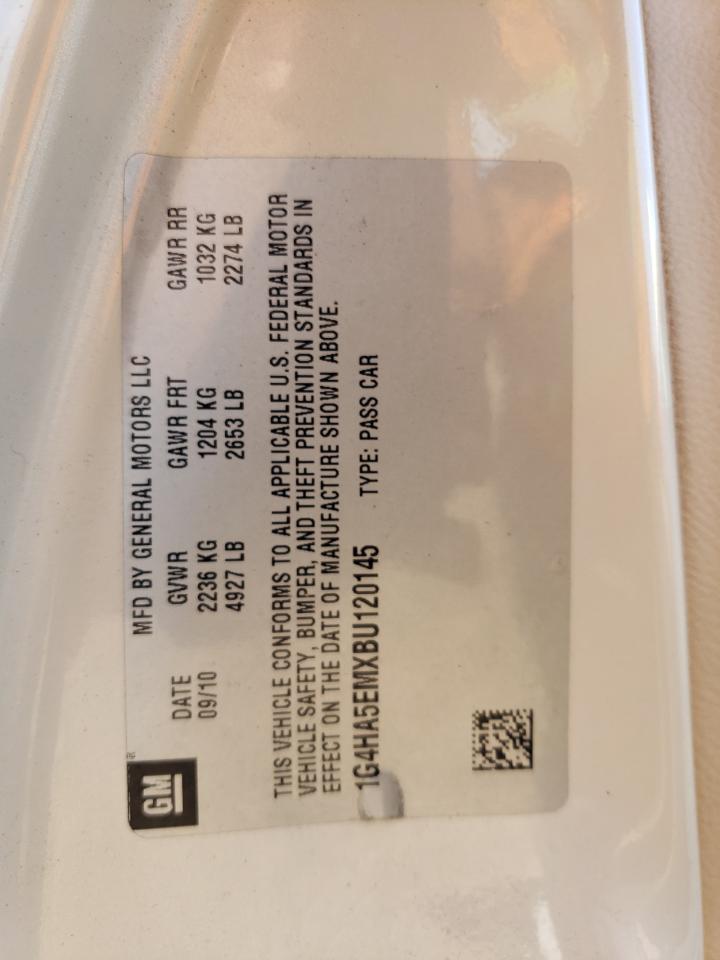 GM
MFD BY GENERAL MOTORS LLC
DATE GVWR GAWR FRT GAWR RR
09/10 2236 KG 1204 KG 1032 KG
4927 LB 2653 LB 2274 LB
THIS VEHICLE CONFORMS TO ALL APPLICABLE U.S. FEDERAL MOTOR
VEHICLE SAFETY, BUMPER, AND THEFT PREVENTION STANDARDS IN
EFFECT ON THE DATE OF MANUFACTURE SHOWN ABOVE.
1G4HA5EMXBU120145 TYPE: PASS CAR